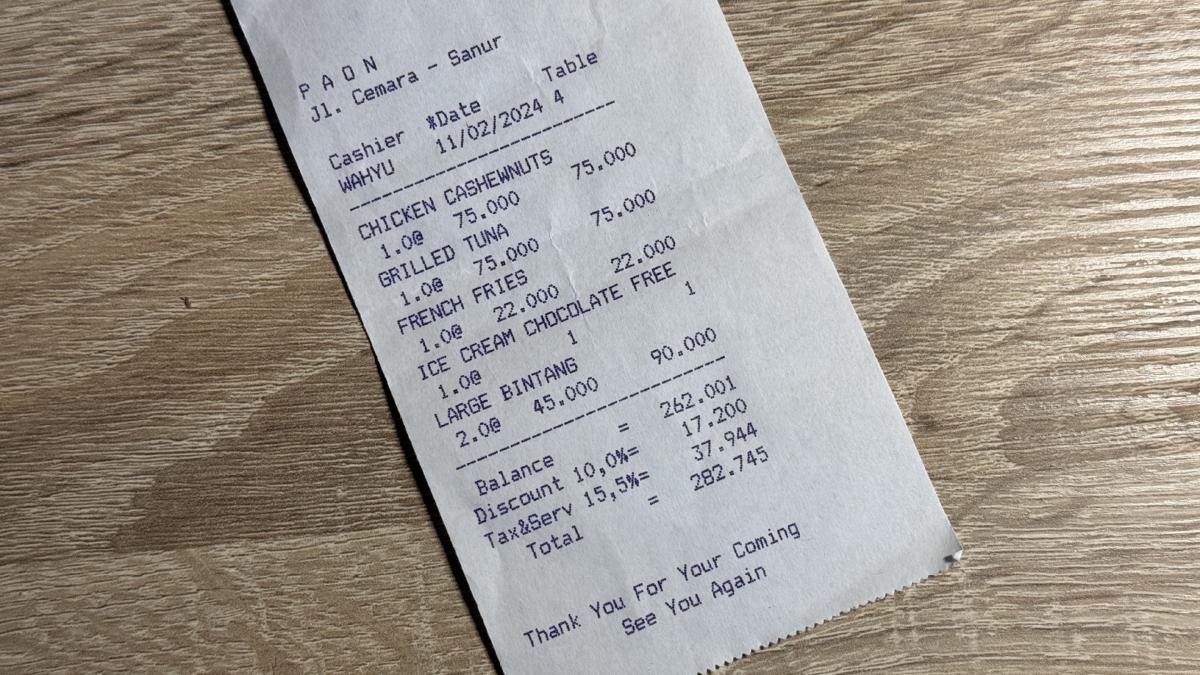 P A O N
Jl. Cemara - Sanur
Cashier *Date Table
WAHYU 11/02/2024 4
--------------------------------
CHICKEN CASHEWNUTS
1.0@ 75.000 75.000
GRILLED TUNA
1.0@ 75.000 75.000
FRENCH FRIES
1.0@ 22.000 22.000
ICE CREAM CHOCOLATE FREE
1.0@ 1 1
LARGE BINTANG
2.0@ 45.000 90.000
--------------------------------
Balance = 262.001
Discount 10,0%= 17.200
Tax&Serv 15,5%= 37.944
Total = 282.745
Thank You For Your Coming
See You Again